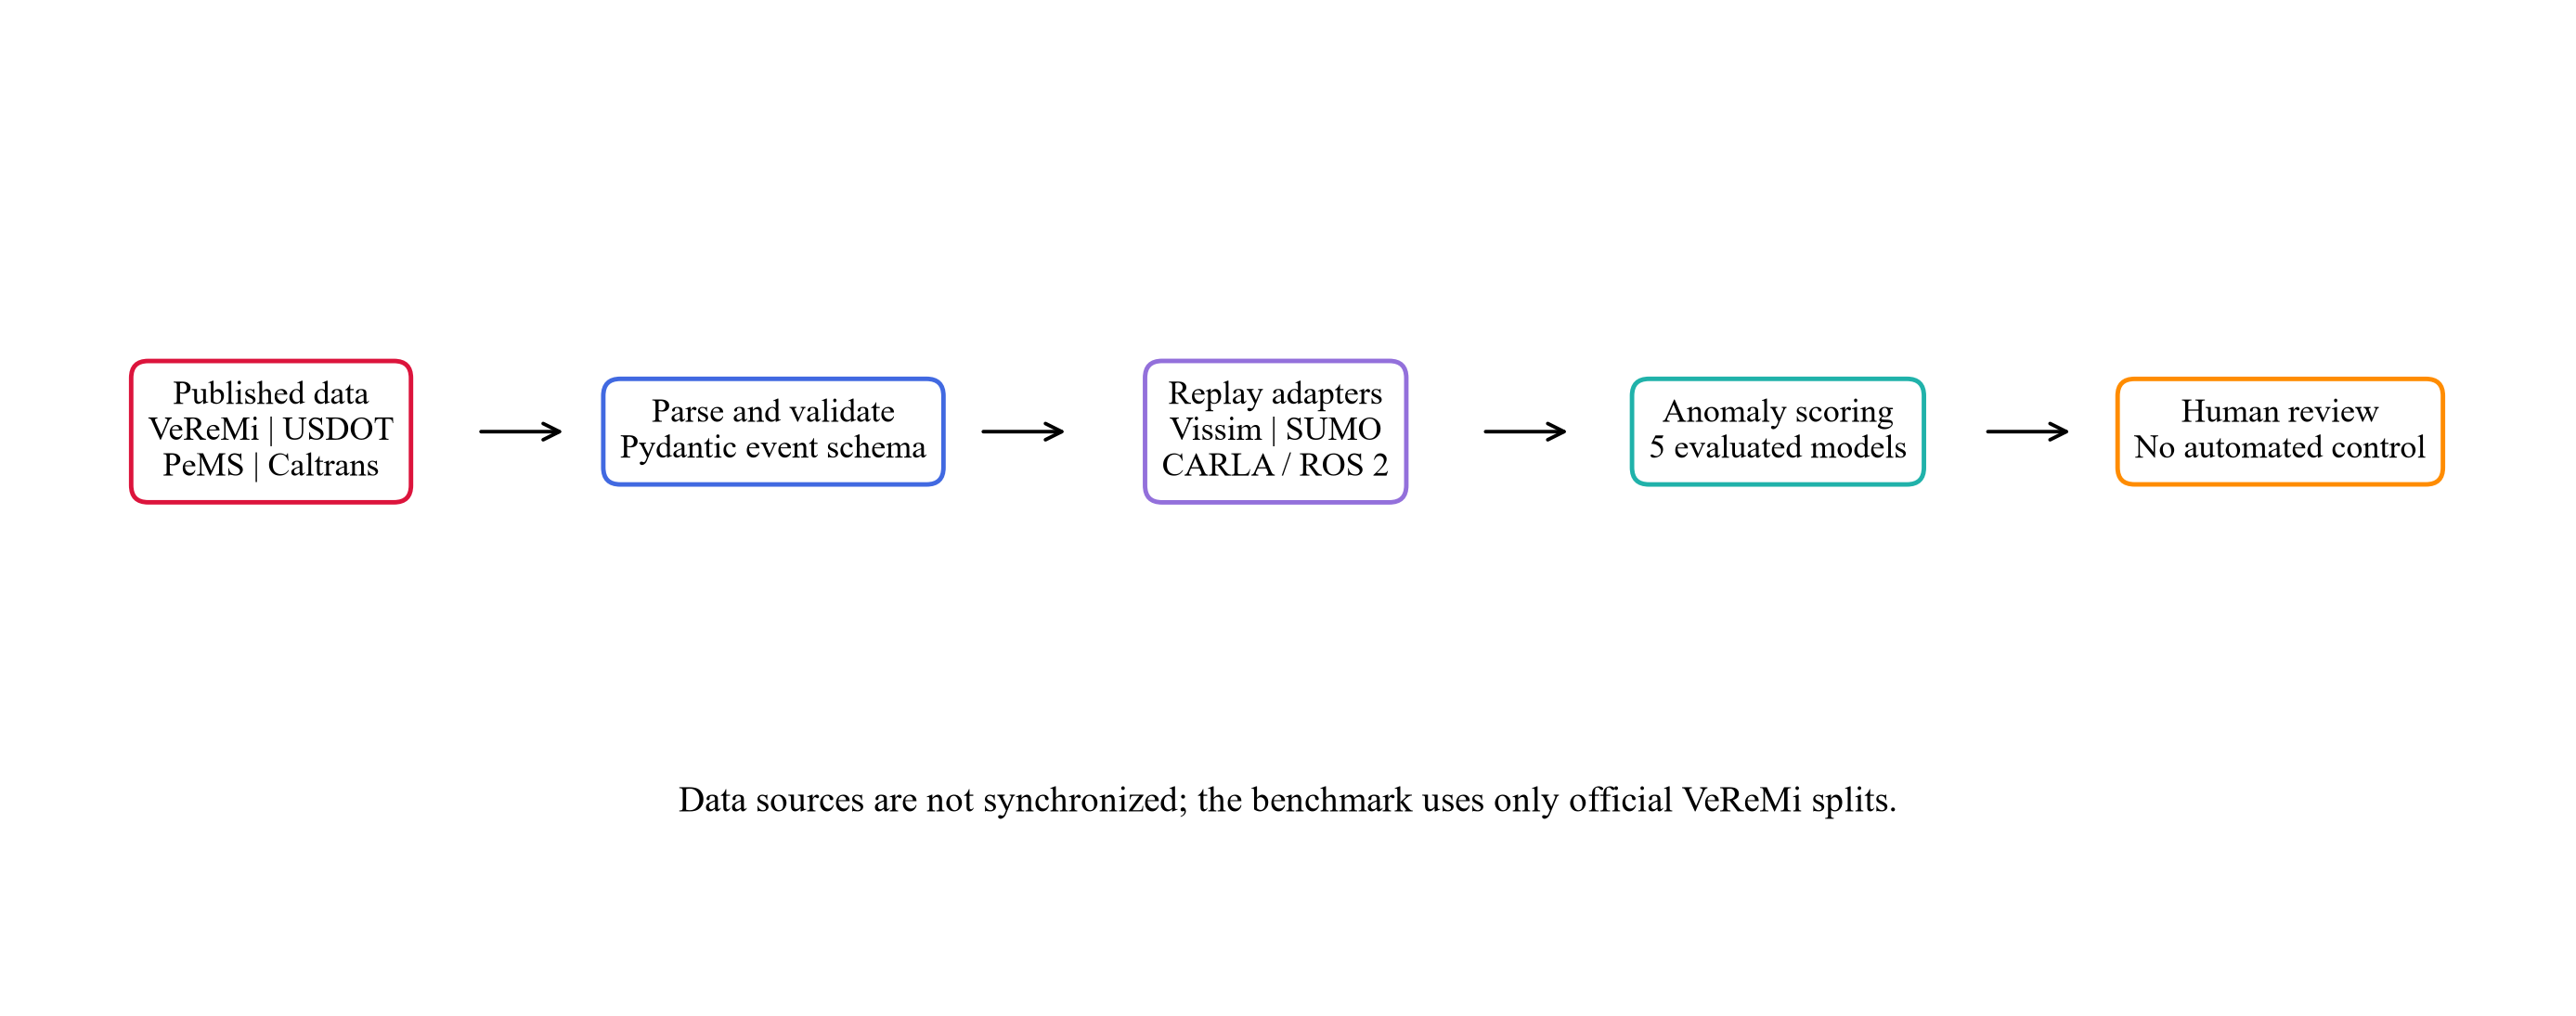 Published data
VeReMi | USDOT
PeMS | Caltrans
Parse and validate
Pydantic event schema
Replay adapters
Vissim | SUMO
CARLA / ROS 2
Anomaly scoring
5 evaluated models
Human review
No automated control
Data sources are not synchronized; the benchmark uses only official VeReMi splits.